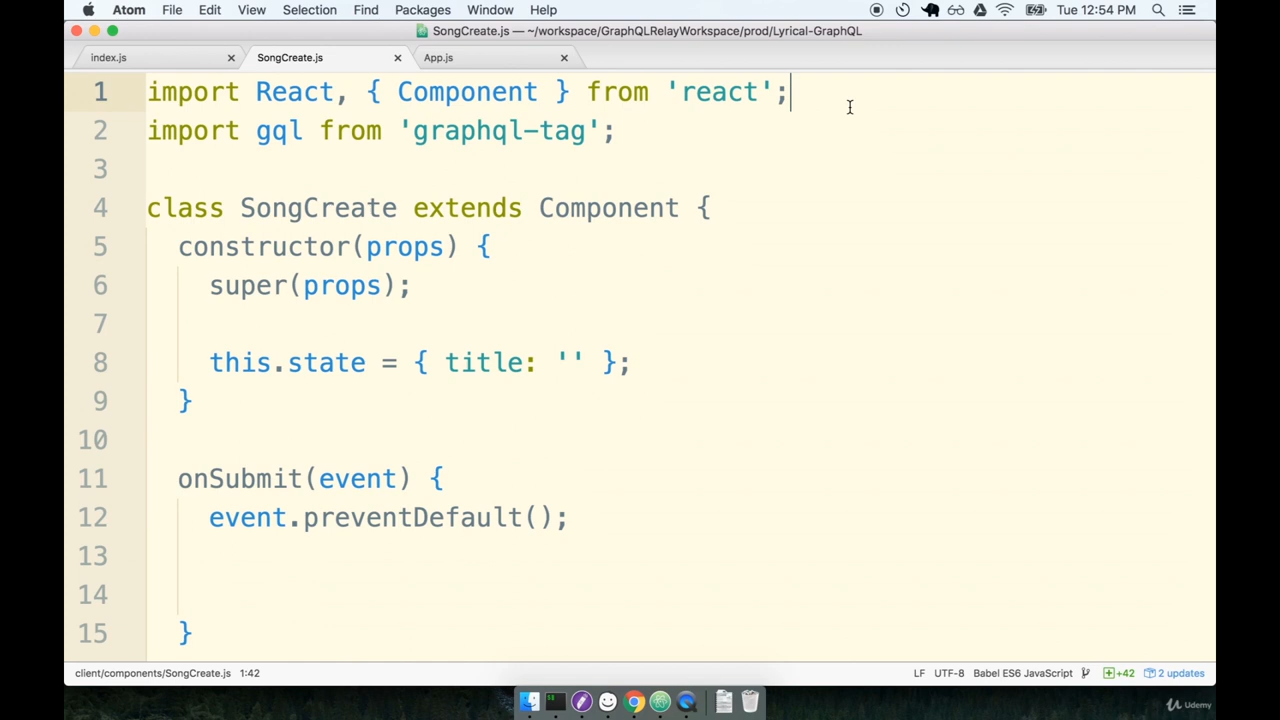 Atom File Edit View Selection Find Packages Window Help Tue 12:54 PM
SongCreate.js — ~/workspace/GraphQLRelayWorkspace/prod/Lyrical-GraphQL
index.js SongCreate.js App.js
1 import React, { Component } from 'react';
2 import gql from 'graphql-tag';
3
4 class SongCreate extends Component {
5 constructor(props) {
6 super(props);
7
8 this.state = { title: '' };
9 }
10
11 onSubmit(event) {
12 event.preventDefault();
13
14
15 }
client/components/SongCreate.js 1:42 LF UTF-8 Babel ES6 JavaScript +42 2 updates
Udemy